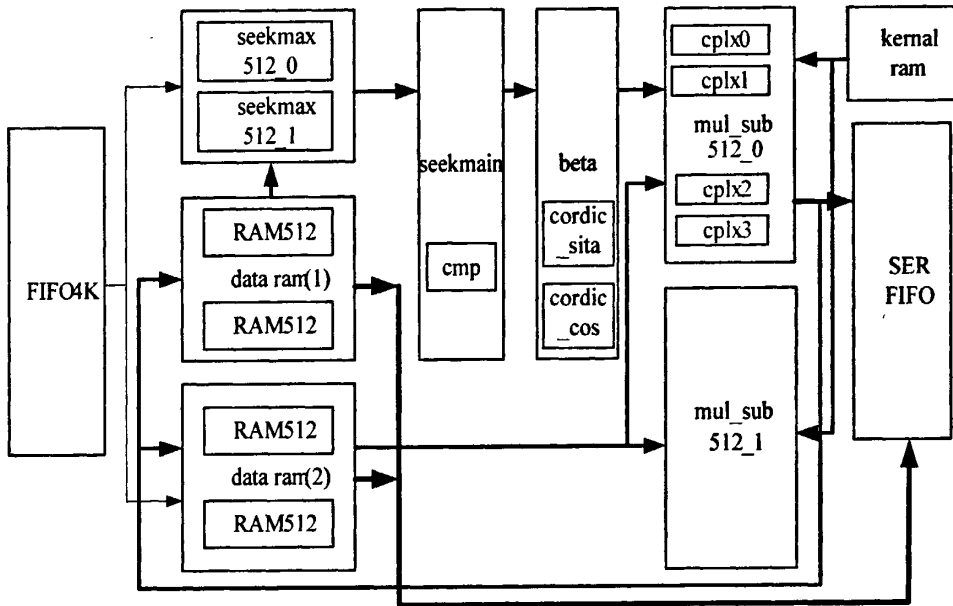 FIFO4K
seekmax
512_0
seekmax
512_1
RAM512
data ram(1)
RAM512
RAM512
data ram(2)
RAM512
seekmain
cmp
beta
cordic
_sita
cordic
_cos
cplx0
cplx1
mul_sub
512_0
cplx2
cplx3
mul_sub
512_1
kernal
ram
SER
FIFO